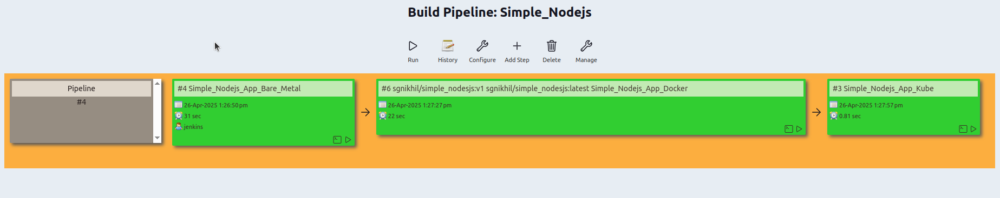 Build Pipeline: Simple_Nodejs
Run History Configure Add Step Delete Manage
Pipeline
#4
#4 Simple_Nodejs_App_Bare_Metal
26-Apr-2025 1:26:50 pm
31 sec
jenkins
#6 sgnikhil/simple_nodesjs:v1 sgnikhil/simple_nodesjs:latest Simple_Nodejs_App_Docker
26-Apr-2025 1:27:27 pm
22 sec
#3 Simple_Nodejs_App_Kube
26-Apr-2025 1:27:57 pm
0.81 sec